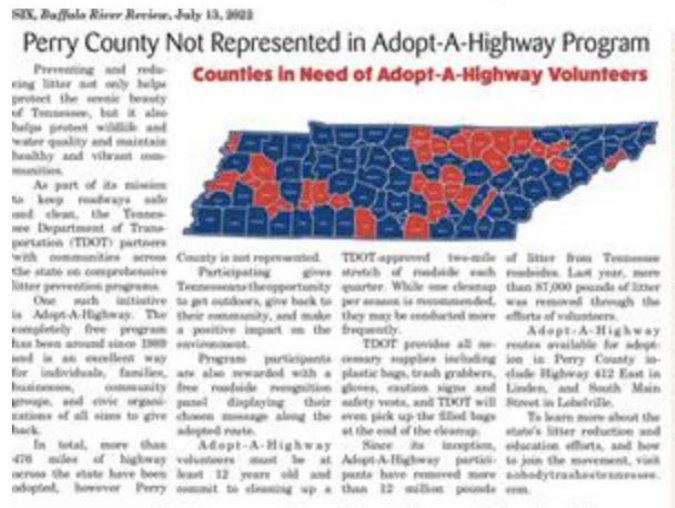 SIX, Buffalo River Review, July 13, 2022
Perry County Not Represented in Adopt-A-Highway Program
Counties in Need of Adopt-A-Highway Volunteers
Preventing and redu-
cing litter not only helps
protect the scenic beauty
of Tennessee, but it also
helps protect wildlife and
water quality and maintain
healthy and vibrant com-
munities.
As part of its mission
to keep roadways safe
and clean, the Tennes-
see Department of Trans-
portation (TDOT) partners
with communities across
the state on comprehensive
litter prevention programs.
One such initiative
is Adopt-A-Highway. The
completely free program
has been around since 1989
and is an excellent way
for individuals, families,
businesses, community
groups, and civic organi-
zations of all sizes to give
back.
In total, more than
476 miles of highway
across the state have been
adopted, however Perry
County is not represented.
Participating gives
Tennesseans the opportunity
to get outdoors, give back to
their community, and make
a positive impact on the
environment.
Program participants
are also rewarded with a
free roadside recognition
panel displaying their
chosen message along the
adopted route.
Adopt-A-Highway
volunteers must be at
least 12 years old and
commit to cleaning up a
TDOT-approved two-mile
stretch of roadside each
quarter. While one cleanup
per season is recommended,
they may be conducted more
frequently.
TDOT provides all ne-
cessary supplies including
plastic bags, trash grabbers,
gloves, caution signs and
safety vests, and TDOT will
even pick up the filled bags
at the end of the cleanup.
Since its inception,
Adopt-A-Highway partici-
pants have removed more
than 12 million pounds
of litter from Tennessee
roadsides. Last year, more
than 87,000 pounds of litter
was removed through the
efforts of volunteers.
Adopt-A-Highway
routes available for adopt-
ion in Perry County in-
clude Highway 412 East in
Linden, and South Main
Street in Lobelville.
To learn more about the
state's litter reduction and
education efforts, and how
to join the movement, visit
nobodytrashestennessee.
com.